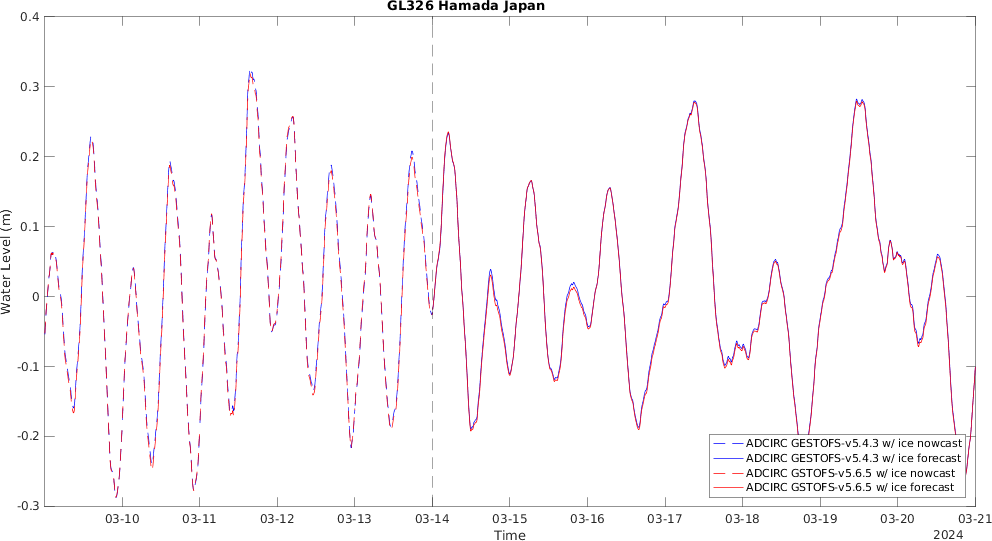 GL326 Hamada Japan
0.4
0.3
0.2
0.1
0
-0.1
-0.2
-0.3
Water Level (m)
ADCIRC GESTOFS-v5.4.3 w/ ice nowcast
ADCIRC GESTOFS-v5.4.3 w/ ice forecast
ADCIRC GSTOFS-v5.6.5 w/ ice nowcast
ADCIRC GSTOFS-v5.6.5 w/ ice forecast
03-10 03-11 03-12 03-13 03-14 03-15 03-16 03-17 03-18 03-19 03-20 03-21
Time
2024